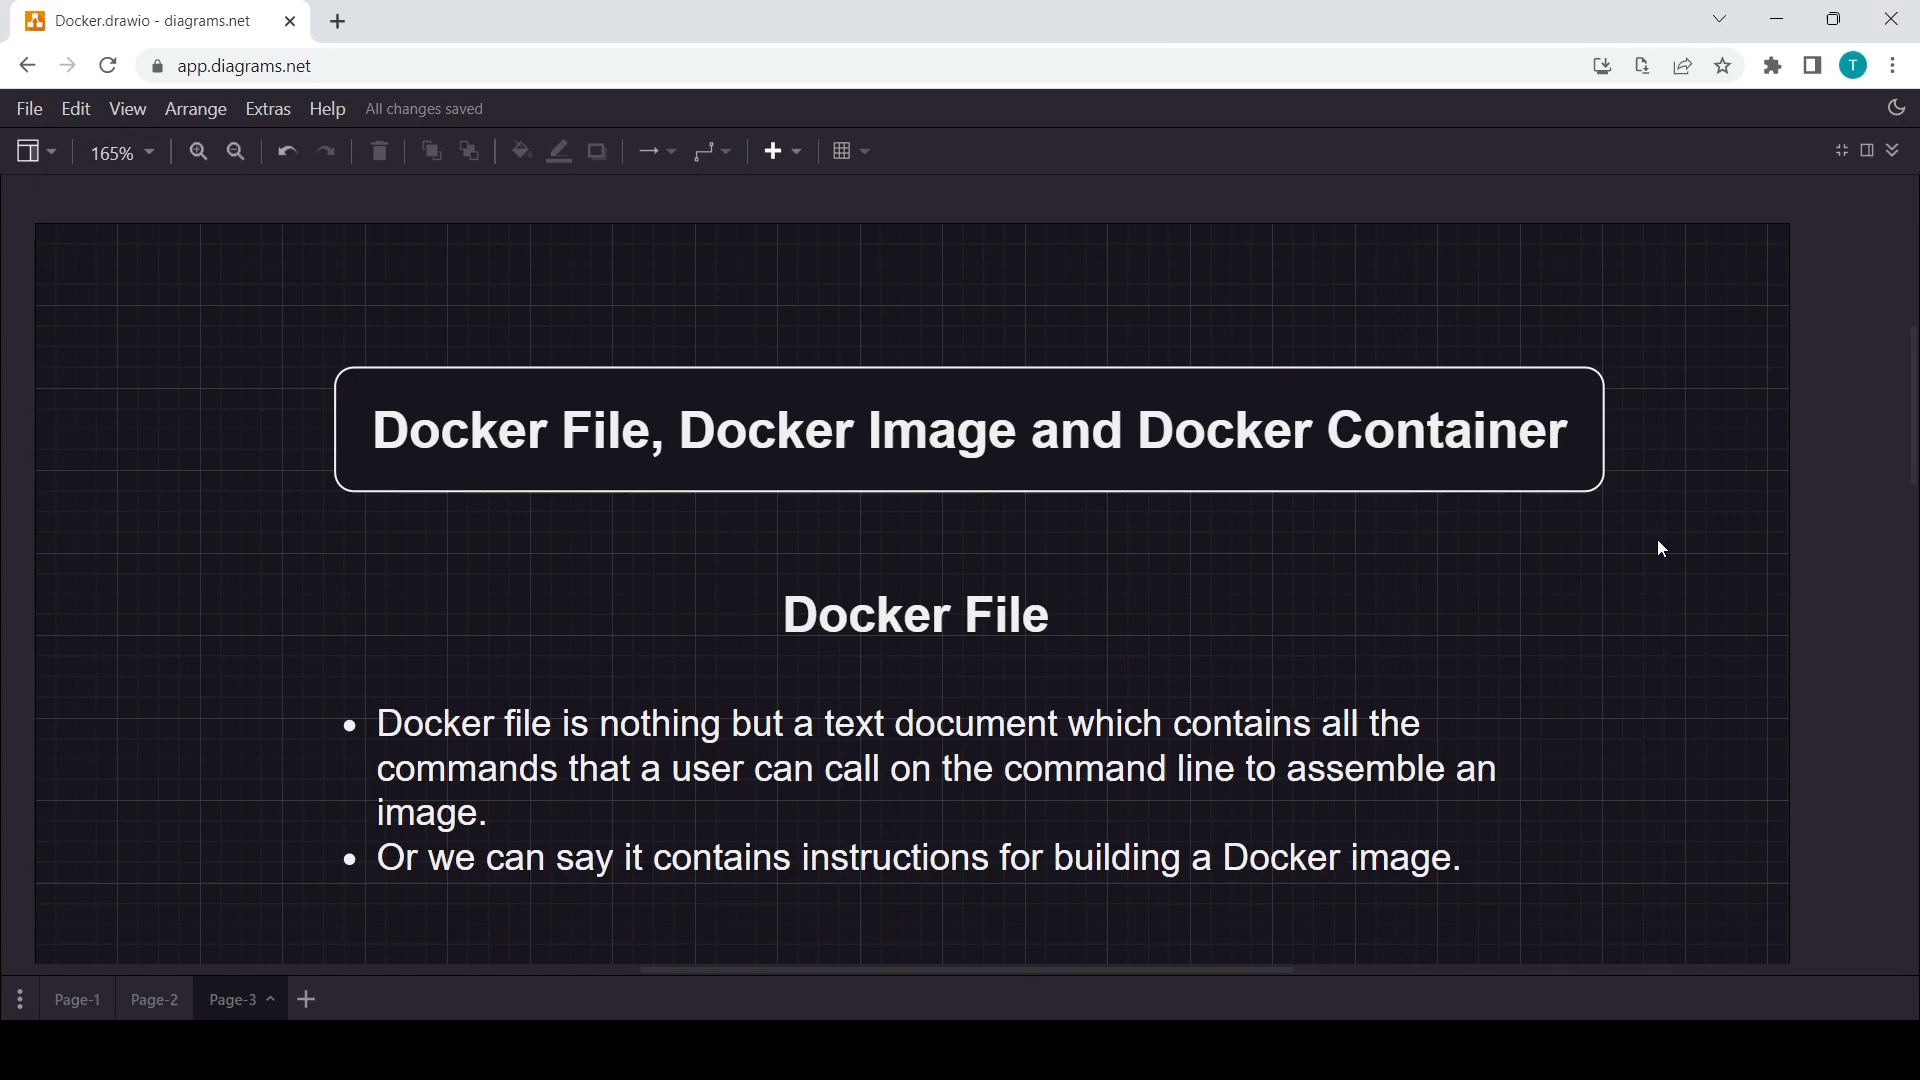 Docker.drawio - diagrams.net
app.diagrams.net
T
File Edit View Arrange Extras Help All changes saved
165%
Docker File, Docker Image and Docker Container
Docker File
• Docker file is nothing but a text document which contains all the
commands that a user can call on the command line to assemble an
image.
• Or we can say it contains instructions for building a Docker image.
Page-1 Page-2 Page-3